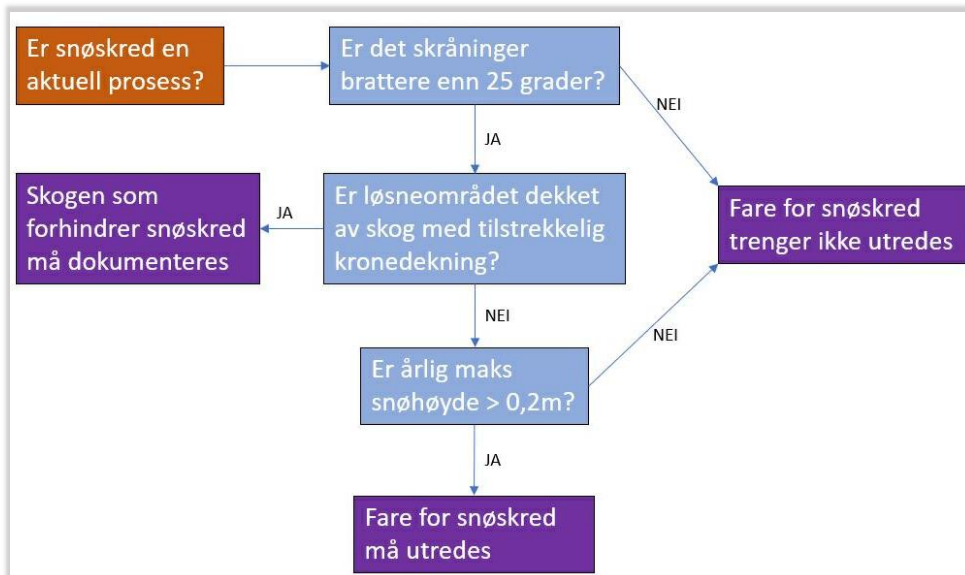 Er snøskred en
aktuell prosess?
Er det skråninger
brattere enn 25 grader?
NEI
JA
Skogen som
forhindrer snøskred
må dokumenteres
JA
Er løsneområdet dekket
av skog med tilstrekkelig
kronedekning?
Fare for snøskred
trenger ikke utredes
NEI
NEI
Er årlig maks
snøhøyde > 0,2m?
JA
Fare for snøskred
må utredes